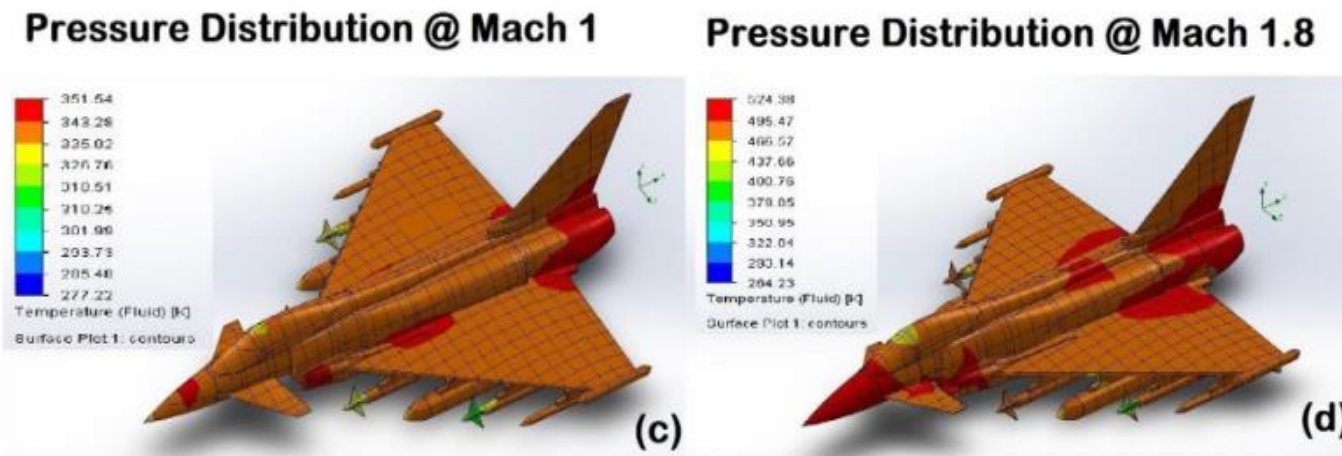 Pressure Distribution @ Mach 1
351.54
343.28
335.02
326.76
310.51
310.26
301.99
293.73
285.48
277.22
Temperature (Fluid) [K]
Surface Plot 1: contours
(c)
Pressure Distribution @ Mach 1.8
524.38
495.47
466.57
437.66
400.76
379.05
350.95
322.04
293.14
264.23
Temperature (Fluid) [K]
Surface Plot 1: contours
(d)